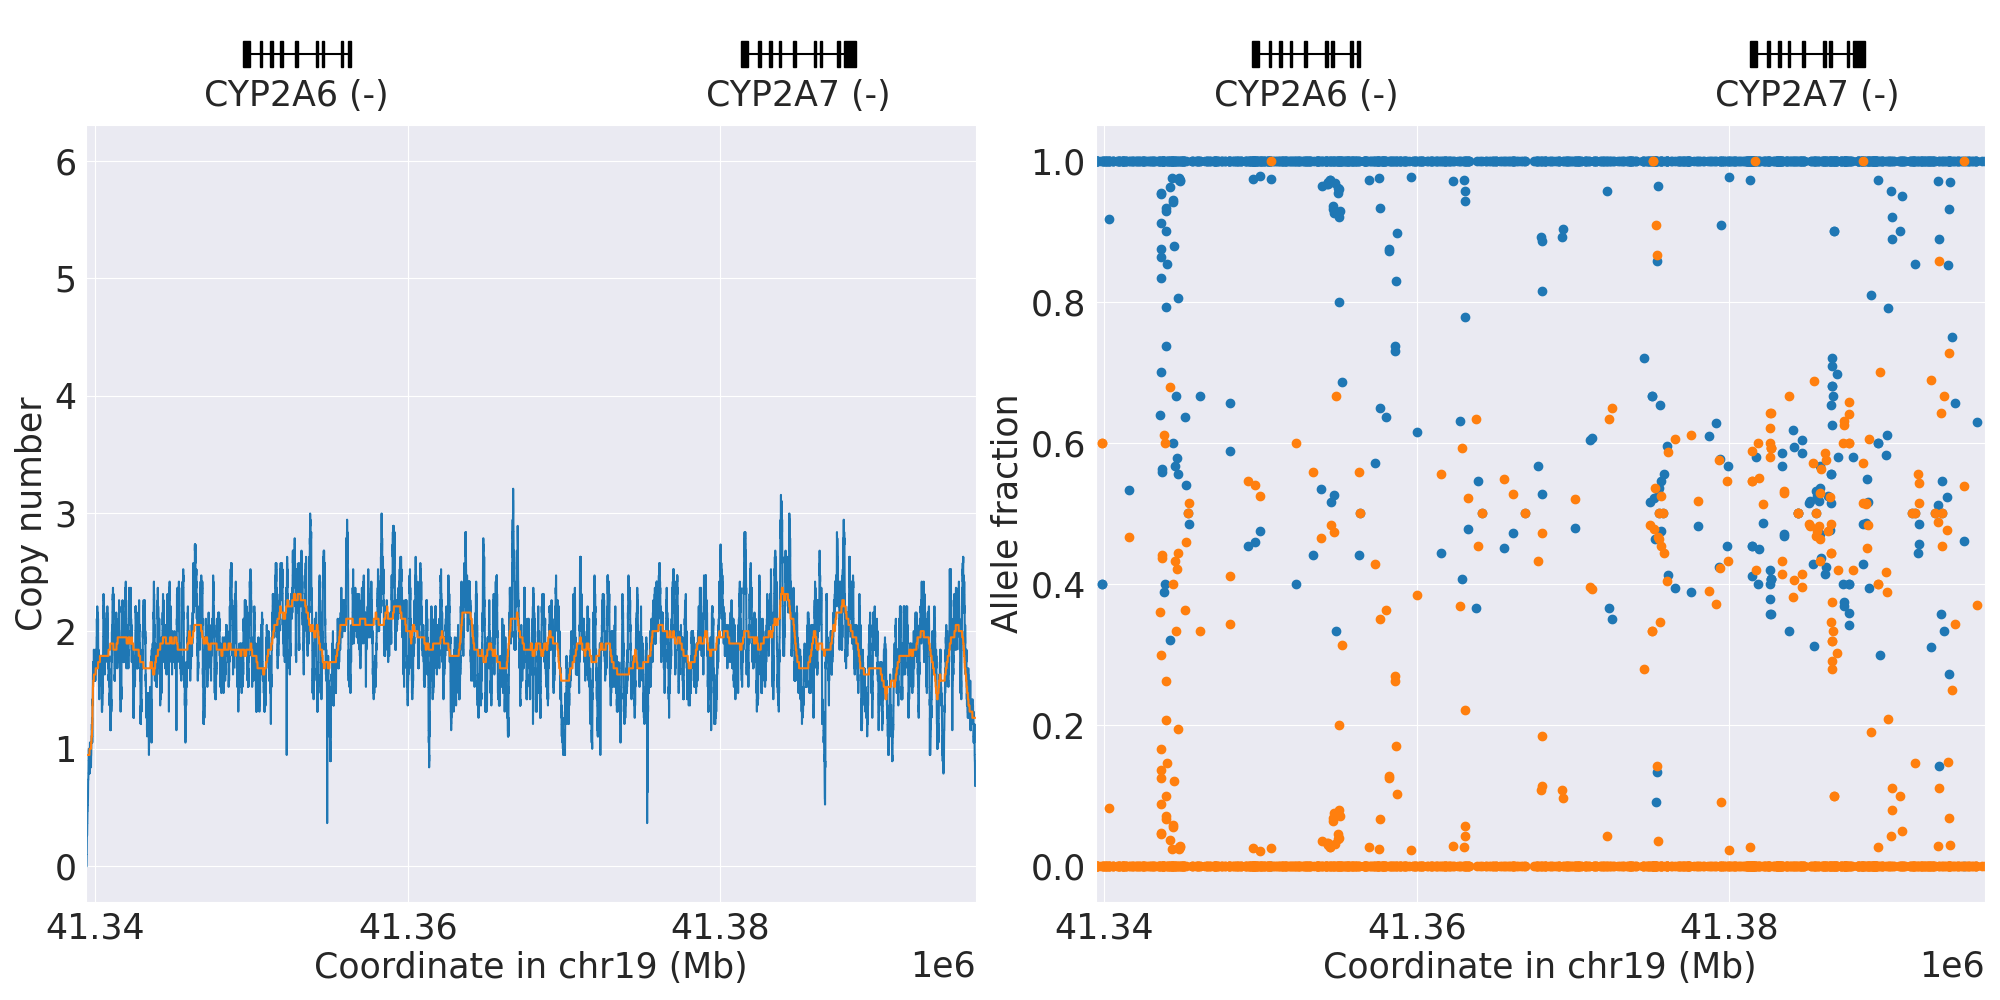 CYP2A6 (-)
CYP2A7 (-)
Copy number
6
5
4
3
2
1
0
41.34
41.36
41.38
Coordinate in chr19 (Mb)
1e6
CYP2A6 (-)
CYP2A7 (-)
Allele fraction
1.0
0.8
0.6
0.4
0.2
0.0
41.34
41.36
41.38
Coordinate in chr19 (Mb)
1e6